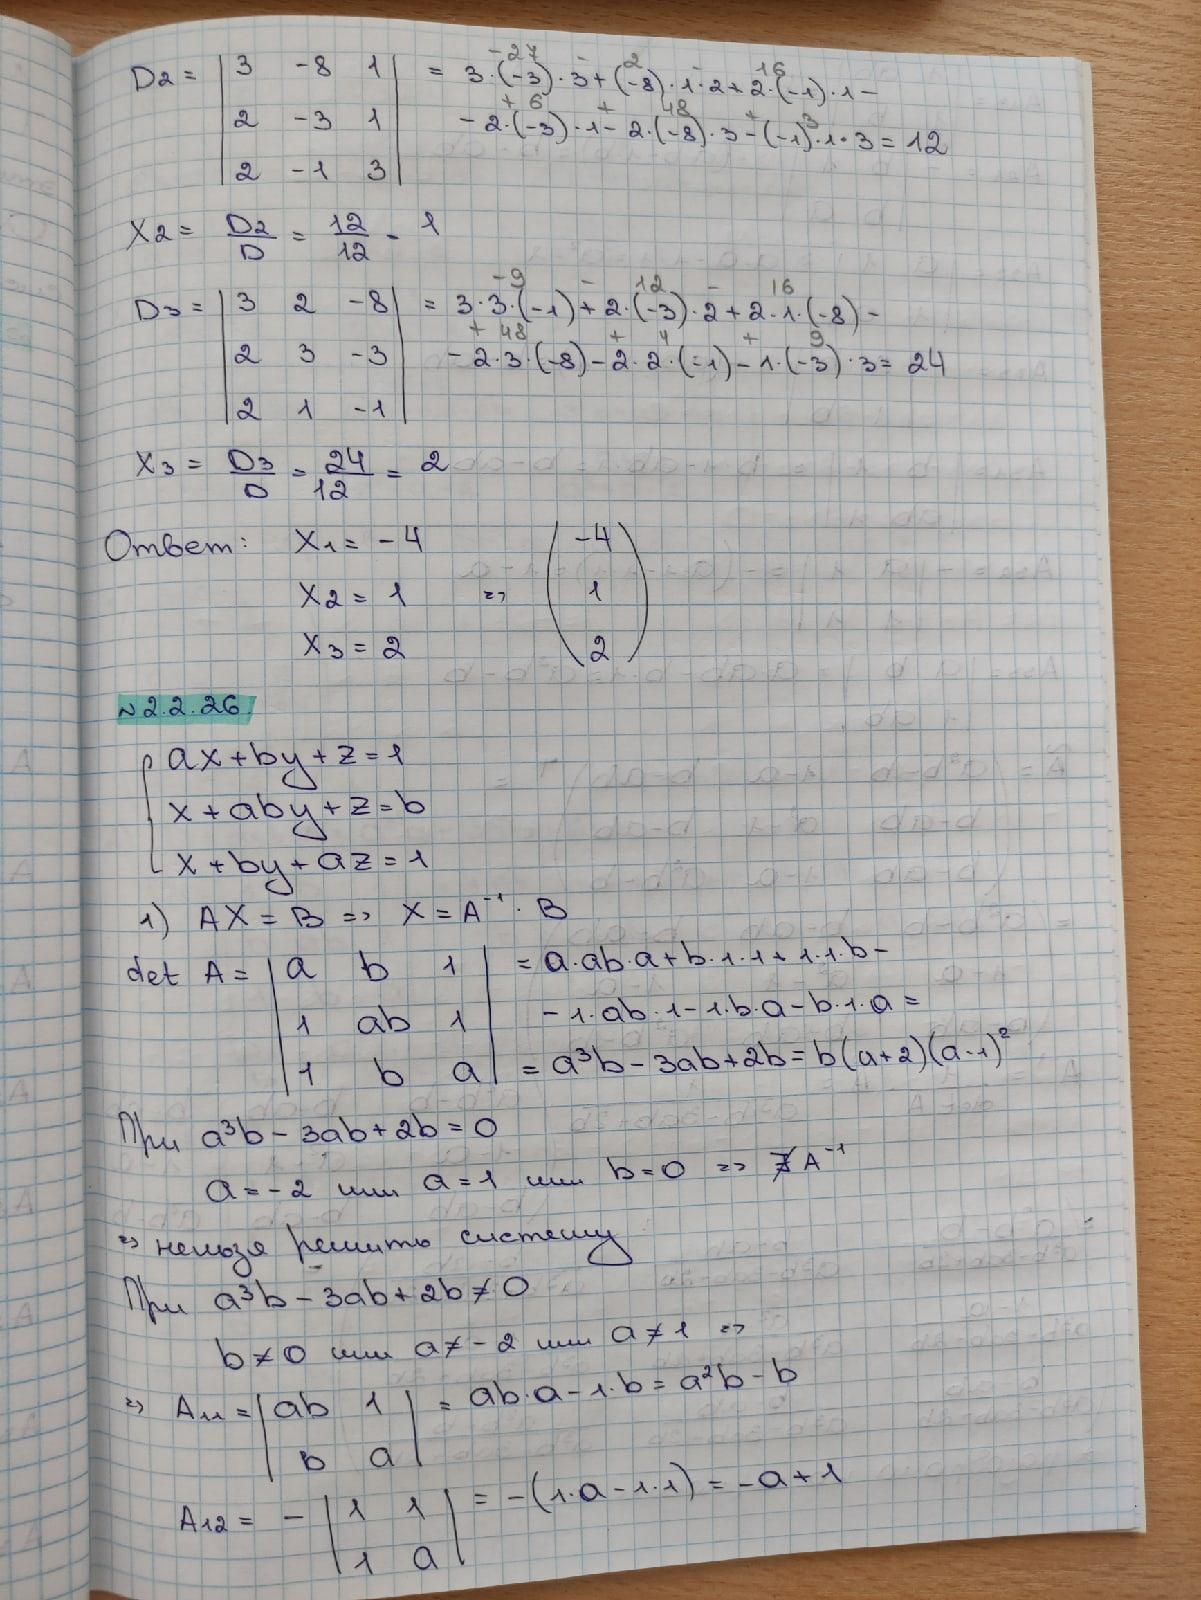 D2 = | 3 -8 1 | = 3·(-3)·3+(-8)·1·2+2·(-1)·1-
| 2 -3 1 | -2·(-3)·1-2·(-8)·3-(-1)·1·3=12
| 2 -1 3 |
X2 = D2/D = 12/12 - 1
D3 = | 3 2 -8 | = 3·3·(-1)+2·(-3)·2+2·1·(-8)-
| 2 3 -3 | -2·3·(-8)-2·2·(-1)-1·(-3)·3=24
| 2 1 -1 |
X3 = D3/D = 24/12 = 2
Ответ: X1 = -4 ( -4
X2 = 1 => 1
X3 = 2 2 )
№2.2.26.
{ ax+by+z=1
x+aby+z=b
x+by+az=1
1) AX = B => X = A⁻¹·B
det A = | a b 1 | = a·ab·a+b·1·1+1·1·b-
| 1 ab 1 | -1·ab·1-1·b·a-b·1·a=
| 1 b a | = a³b-3ab+2b=b(a+2)(a-1)²
При a³b-3ab+2b=0
a=-2 или a=1 или b=0 => ∄ A⁻¹
=> нельзя решить систему
При a³b-3ab+2b≠0
b≠0 или a≠-2 или a≠1 =>
=> A11 = | ab 1 | = ab·a-1·b=a²b-b
| b a |
A12 = - | 1 1 | = -(1·a-1·1)=-a+1
| 1 a |